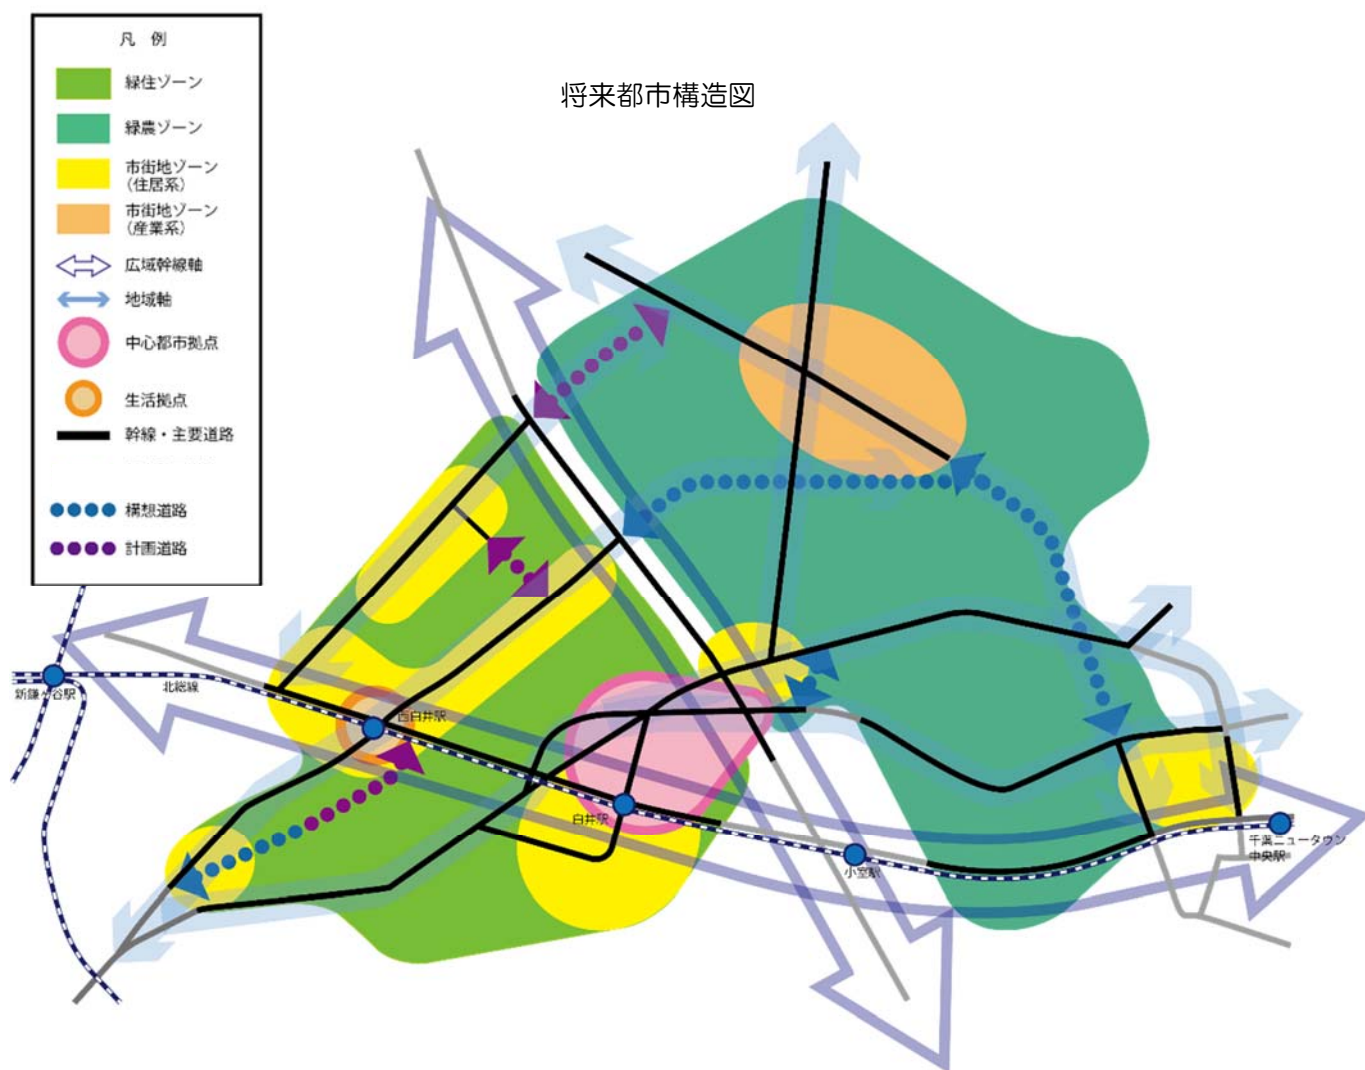 凡 例
緑住ゾーン
緑農ゾーン
市街地ゾーン
（住居系）
市街地ゾーン
（産業系）
広域幹線軸
地域軸
中心都市拠点
生活拠点
幹線・主要道路
構想道路
計画道路
将来都市構造図
新鎌ヶ谷駅
北総線
西白井駅
白井駅
小室駅
千葉ニュータウン
中央駅